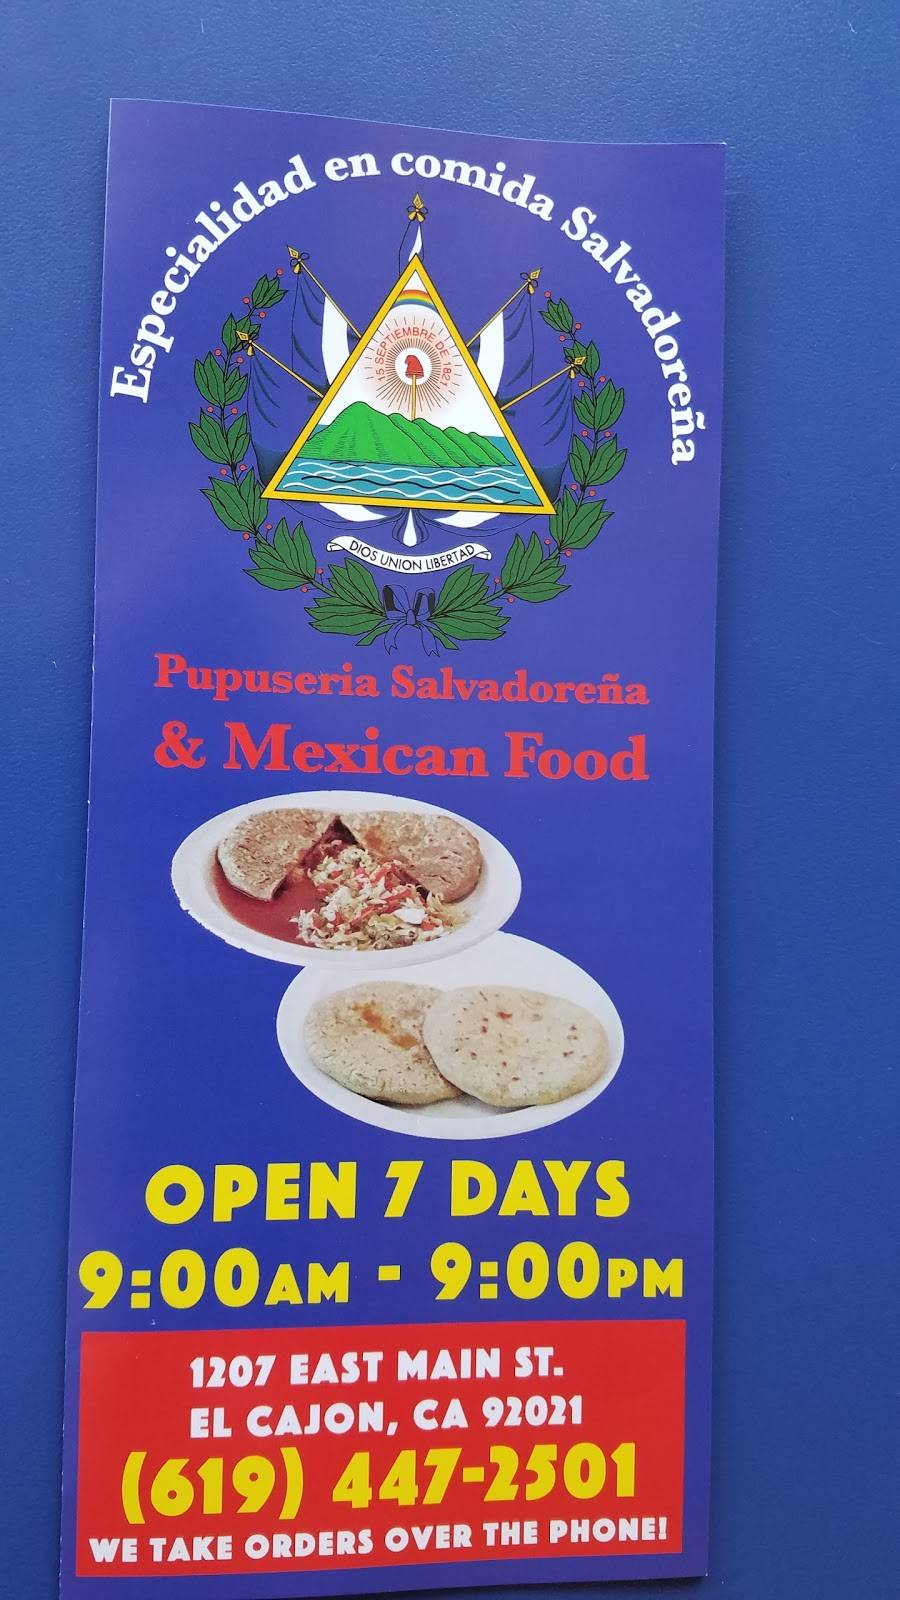 Especialidad en comida Salvadoreña
15 SEPTIEMBRE DE 1821
DIOS UNION LIBERTAD
Pupuseria Salvadoreña
& Mexican Food
OPEN 7 DAYS
9:00AM - 9:00PM
1207 EAST MAIN ST.
EL CAJON, CA 92021
(619) 447-2501
WE TAKE ORDERS OVER THE PHONE!